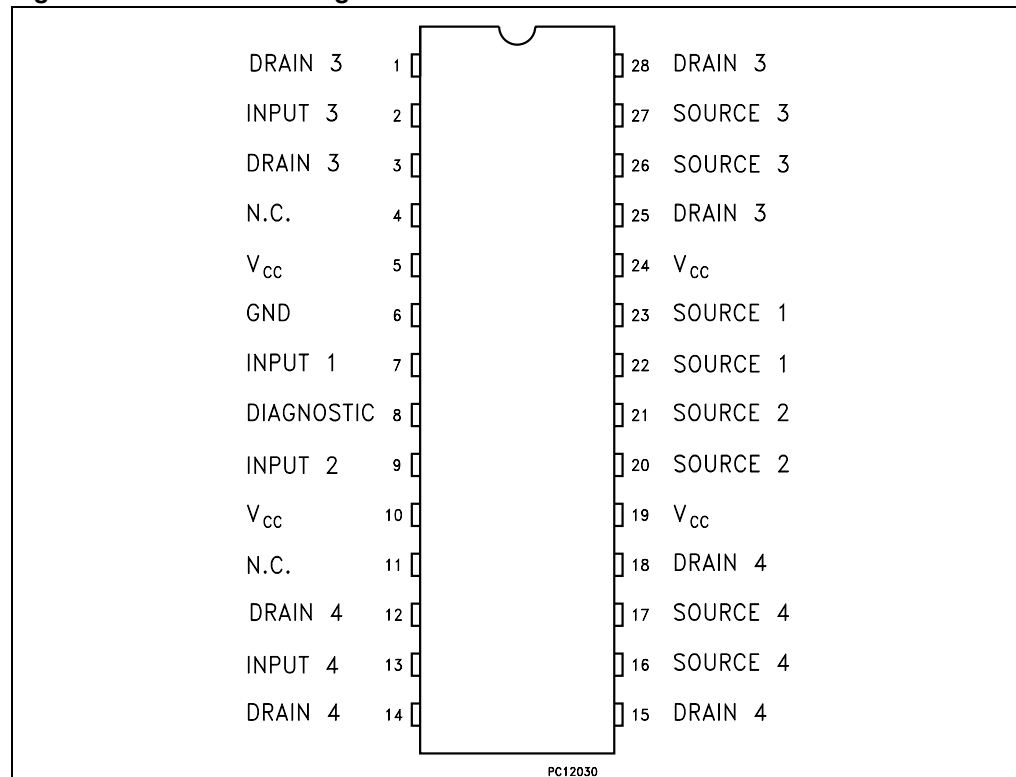 DRAIN 3 1 28 DRAIN 3
INPUT 3 2 27 SOURCE 3
DRAIN 3 3 26 SOURCE 3
N.C. 4 25 DRAIN 3
VCC 5 24 VCC
GND 6 23 SOURCE 1
INPUT 1 7 22 SOURCE 1
DIAGNOSTIC 8 21 SOURCE 2
INPUT 2 9 20 SOURCE 2
VCC 10 19 VCC
N.C. 11 18 DRAIN 4
DRAIN 4 12 17 SOURCE 4
INPUT 4 13 16 SOURCE 4
DRAIN 4 14 15 DRAIN 4
PC12030